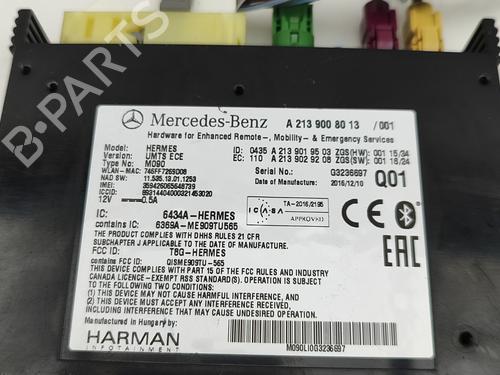 Mercedes-Benz A 213 900 80 13 /001
Hardware for Enhanced Remote-, Mobility- & Emergency Services
Model: HERMES ID: 0435 A 213 901 95 03 ZGS(HW) 001 15/34
Version: UMTS ECE EC: 110 A 213 902 92 08 ZGS(SW) 001 16/24
Type No: M090
WLAN-MAC: 746FF7269D08 Serial No.: G3236697
NAD SW: 11.535.13.01.1253 Date of Manufacture: 2016/12/10 Q01
IMEI: 359426065648739
ICCID: 89314404000321453020
12V 0.5A
ICASA TA-2016/2195 APPROVED
IC: 6434A-HERMES
contains IC: 6369A-ME909TU565
THE PRODUCT COMPLIES WITH DHHS RULES 21 CFR
SUBCHAPTER J APPLICABLE AT DATE OF MANUFACTURE.
FCC ID: T8G-HERMES
contains FCC ID: QISME909TU-565
THIS DEVICE COMPLIES WITH PART 15 OF THE FCC RULES AND INDUSTRY
CANADA LICENCE-EXEMPT RSS STANDARD(S). OPERATION IS SUBJECT
TO THE FOLLOWING TWO CONDITIONS:
(1) THIS DEVICE MAY NOT CAUSE HARMFUL INTERFERENCE, AND
(2) THIS DEVICE MUST ACCEPT ANY INTERFERENCE RECEIVED,
INCLUDING INTERFERENCE THAT MAY CAUSE UNDESIRED OPERATION.
Manufactured in Hungary by:
HARMAN
INFOTAINMENT
M090LI0G3236697
CE
EAC
B-PARTS